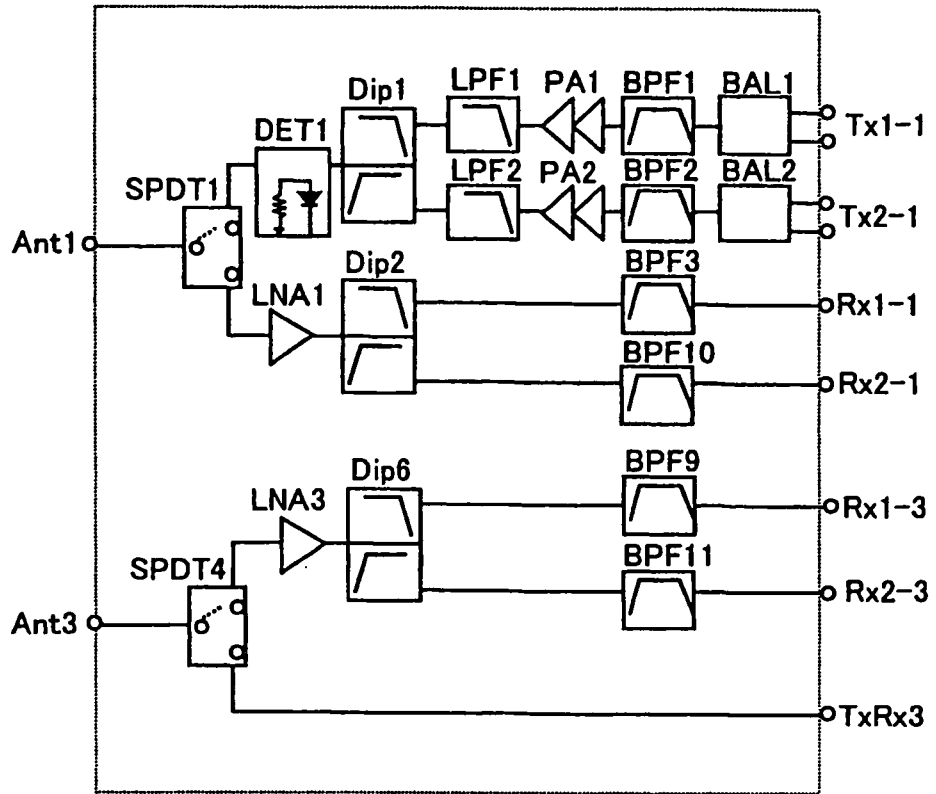 LPF1 PA1 BPF1 BAL1
Dip1
DET1
Tx1-1
LPF2 PA2 BPF2 BAL2
SPDT1
Tx2-1
Ant1
Dip2 BPF3
LNA1
Rx1-1
BPF10
Rx2-1
Dip6 BPF9
LNA3
Rx1-3
BPF11
SPDT4
Rx2-3
Ant3
TxRx3